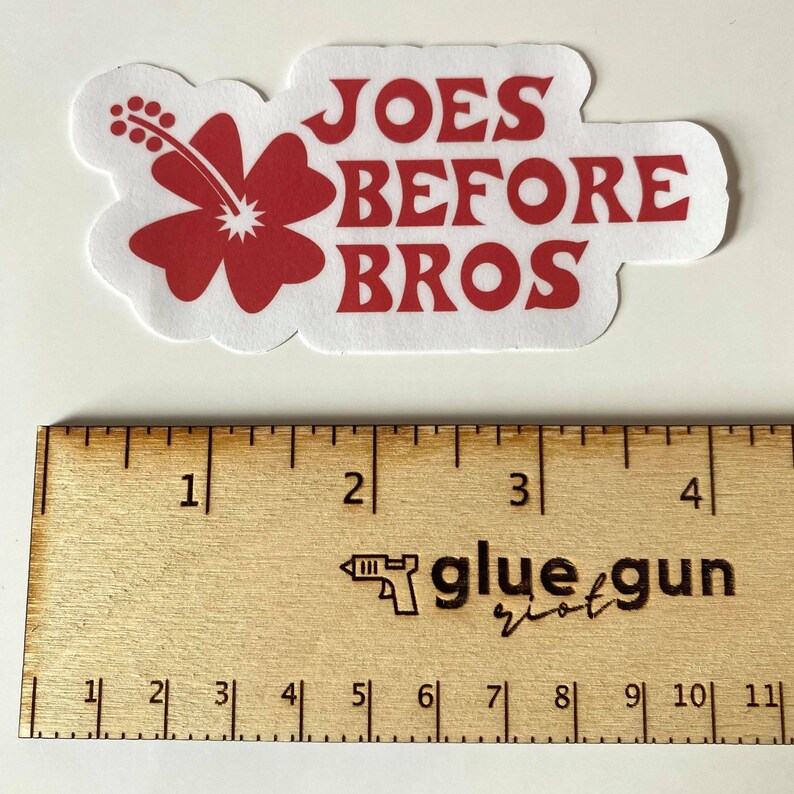 JOES
BEFORE
BROS
1 2 3 4
glue gun
riot
1 2 3 4 5 6 7 8 9 10 11